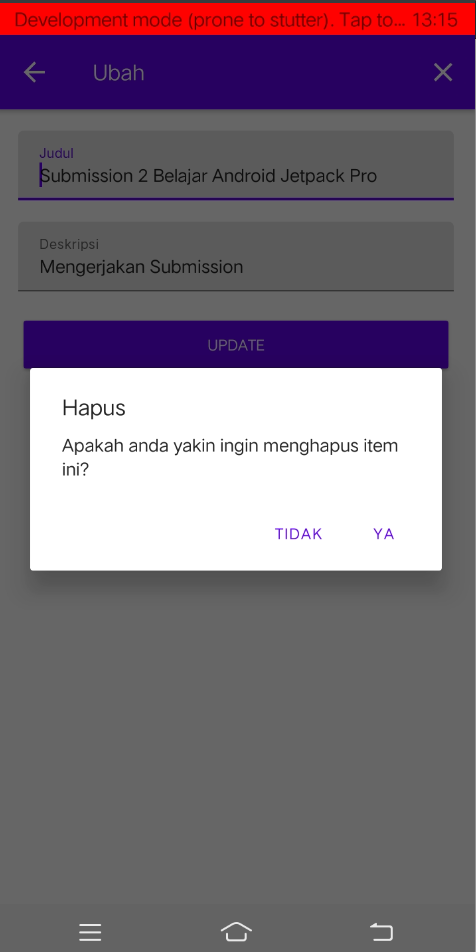 Development mode (prone to stutter). Tap to... 13:15
Ubah
Judul
Submission 2 Belajar Android Jetpack Pro
Deskripsi
Mengerjakan Submission
UPDATE
Hapus
Apakah anda yakin ingin menghapus item
ini?
TIDAK YA